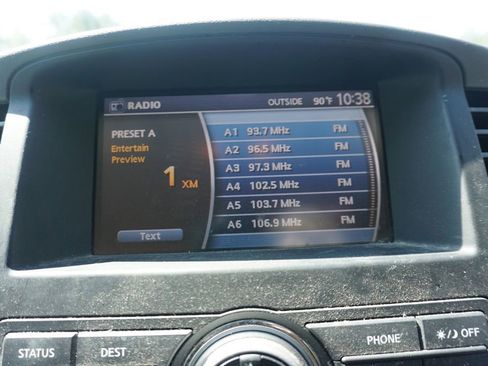 RADIO OUTSIDE 90°F 10:38
PRESET A
Entertain
Preview
1 XM
Text
A1 93.7 MHz FM
A2 96.5 MHz FM
A3 97.3 MHz FM
A4 102.5 MHz FM
A5 103.7 MHz FM
A6 106.9 MHz FM
STATUS DEST PHONE OFF